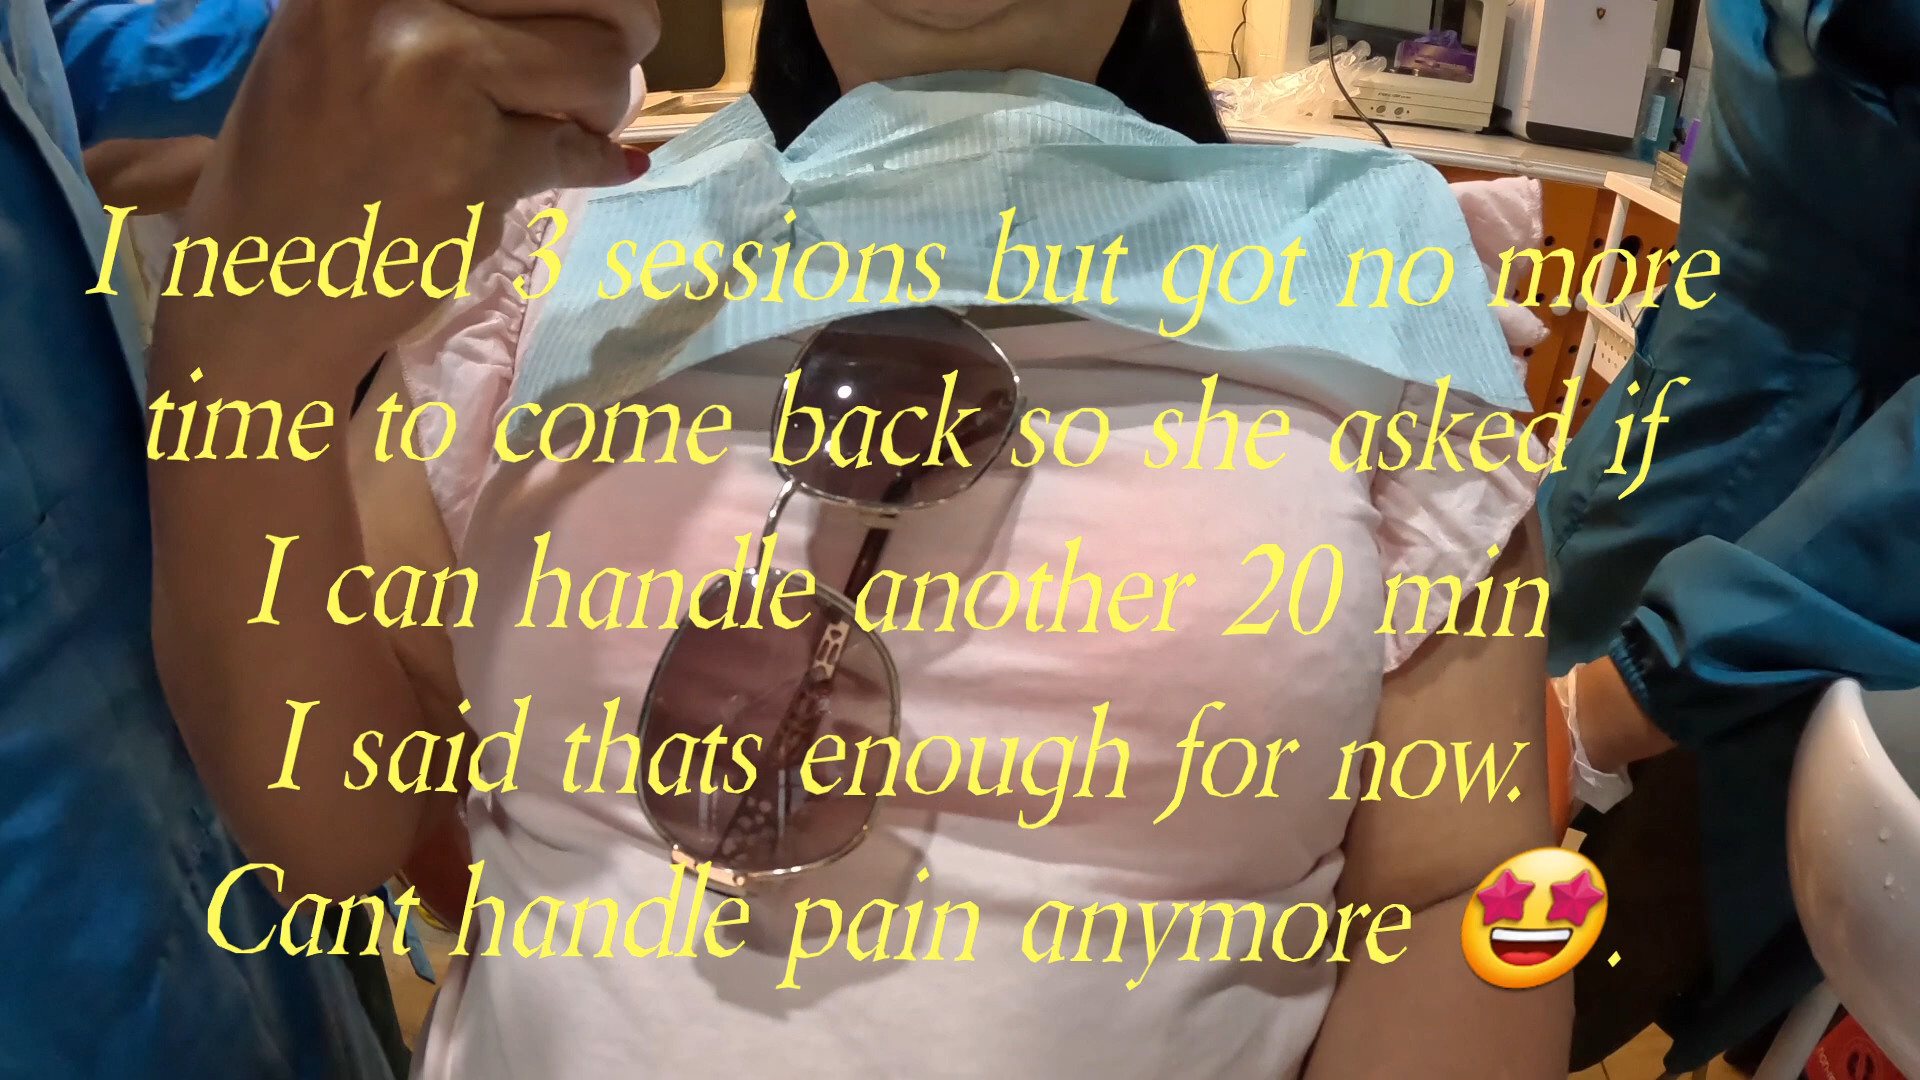 I needed 3 sessions but got no more
time to come back so she asked if
I can handle another 20 min
I said thats enough for now.
Cant handle pain anymore 🤩.